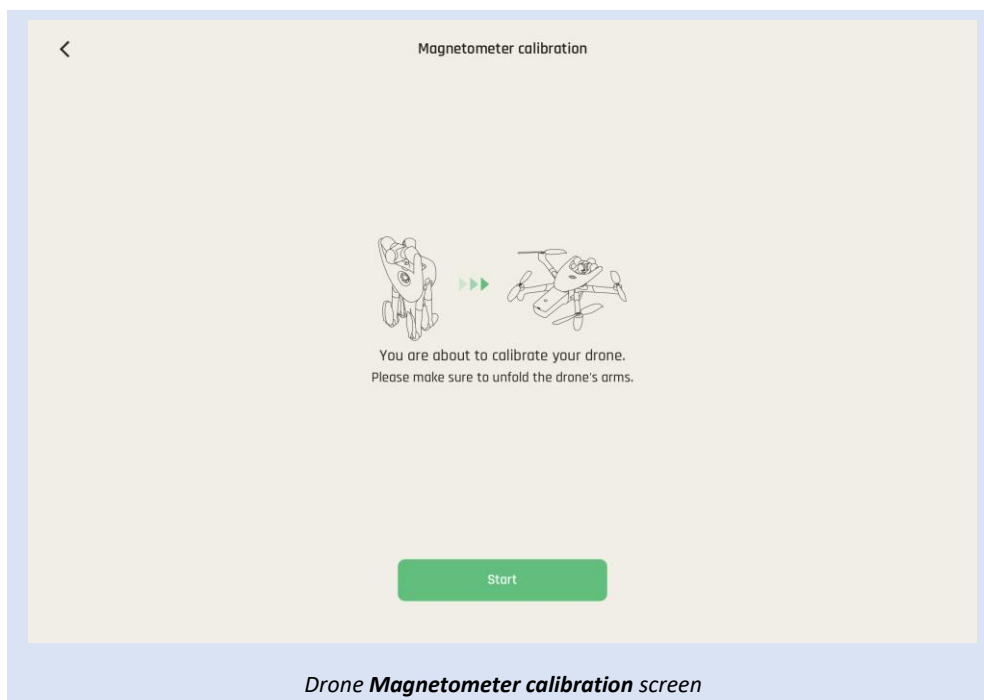 Magnetometer calibration
You are about to calibrate your drone.
Please make sure to unfold the drone's arms.
Start
Drone Magnetometer calibration screen